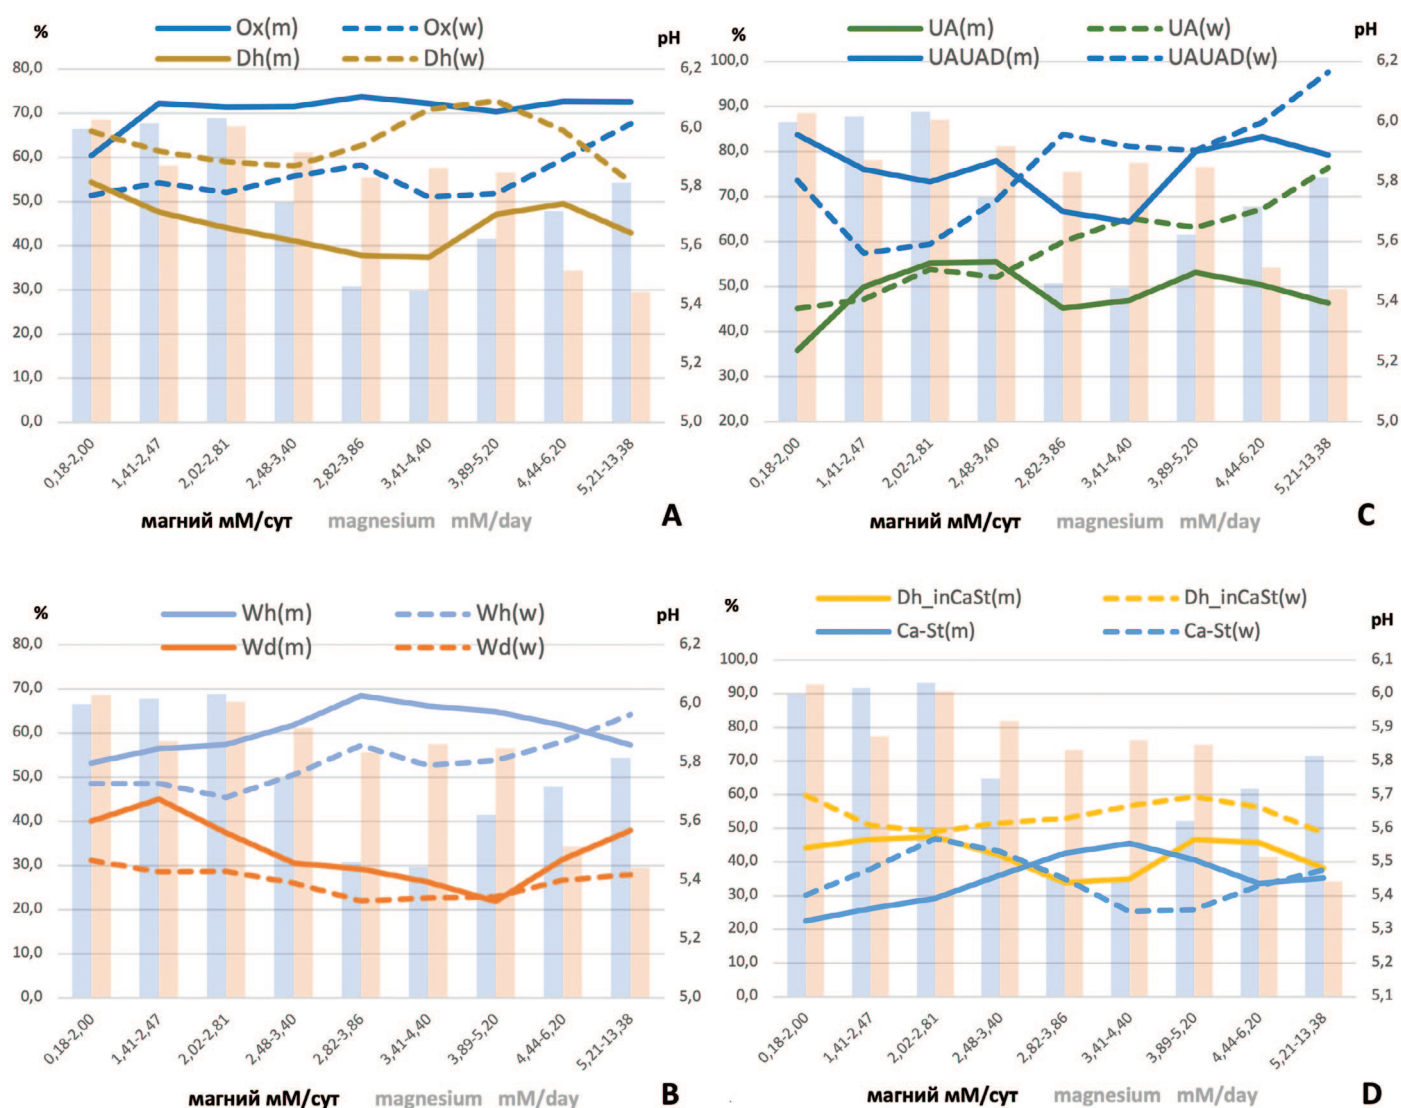 % Ox(m) Ox(w) pH
Dh(m) Dh(w)
80,0 6,2
70,0 6,0
60,0
50,0 5,8
40,0 5,6
30,0 5,4
20,0 5,2
10,0
0,0 5,0
0,18-2,00 1,41-2,47 2,02-2,81 2,48-3,40 2,82-3,86 3,41-4,40 3,89-5,20 4,44-6,20 5,21-13,38
магний мМ/сут magnesium mM/day A
% UA(m) UA(w) pH
UAUAD(m) UAUAD(w)
100,0 6,2
90,0 6,0
80,0
70,0 5,8
60,0 5,6
50,0 5,4
40,0
30,0 5,2
20,0 5,0
0,18-2,00 1,41-2,47 2,02-2,81 2,48-3,40 2,82-3,86 3,41-4,40 3,89-5,20 4,44-6,20 5,21-13,38
магний мМ/сут magnesium mM/day C
% Wh(m) Wh(w) pH
Wd(m) Wd(w)
80,0 6,2
70,0 6,0
60,0
50,0 5,8
40,0 5,6
30,0 5,4
20,0 5,2
10,0
0,0 5,0
0,18-2,00 1,41-2,47 2,02-2,81 2,48-3,40 2,82-3,86 3,41-4,40 3,89-5,20 4,44-6,20 5,21-13,38
магний мМ/сут magnesium mM/day B
% Dh_inCaSt(m) Dh_inCaSt(w) pH
Ca-St(m) Ca-St(w)
100,0 6,1
90,0 6,0
80,0 5,9
70,0 5,8
60,0 5,7
50,0 5,6
40,0 5,5
30,0 5,4
20,0 5,3
10,0 5,2
0,0 5,1
0,18-2,00 1,41-2,47 2,02-2,81 2,48-3,40 2,82-3,86 3,41-4,40 3,89-5,20 4,44-6,20 5,21-13,38
магний мМ/сут magnesium mM/day D